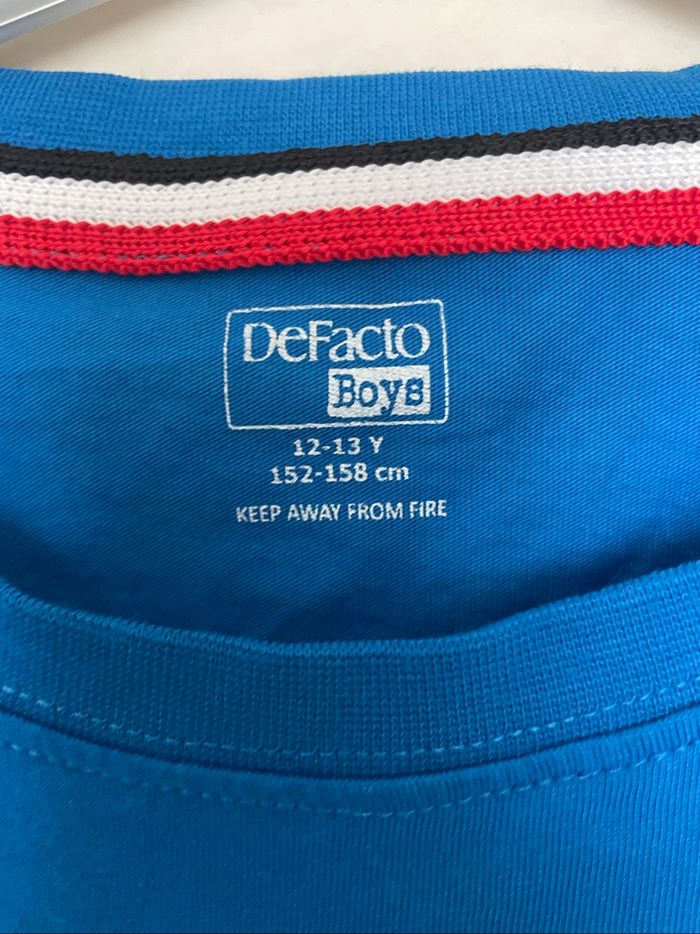 DeFacto
Boys
12-13 Y
152-158 cm
KEEP AWAY FROM FIRE